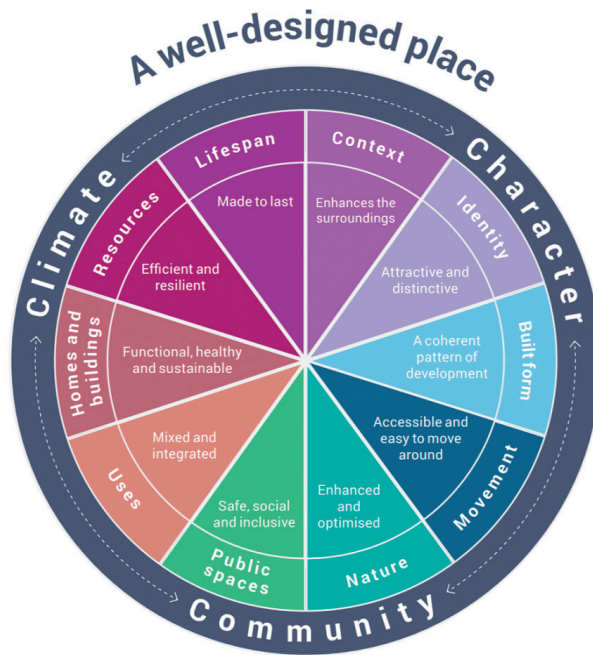 A well-designed place
Climate
Character
Community
Context
Enhances the
surroundings
Identity
Attractive and
distinctive
Built form
A coherent
pattern of
development
Movement
Accessible and
easy to move
around
Nature
Enhanced
and
optimised
Public
spaces
Safe, social
and inclusive
Uses
Mixed and
integrated
Homes and
buildings
Functional, healthy
and sustainable
Resources
Efficient and
resilient
Lifespan
Made to last